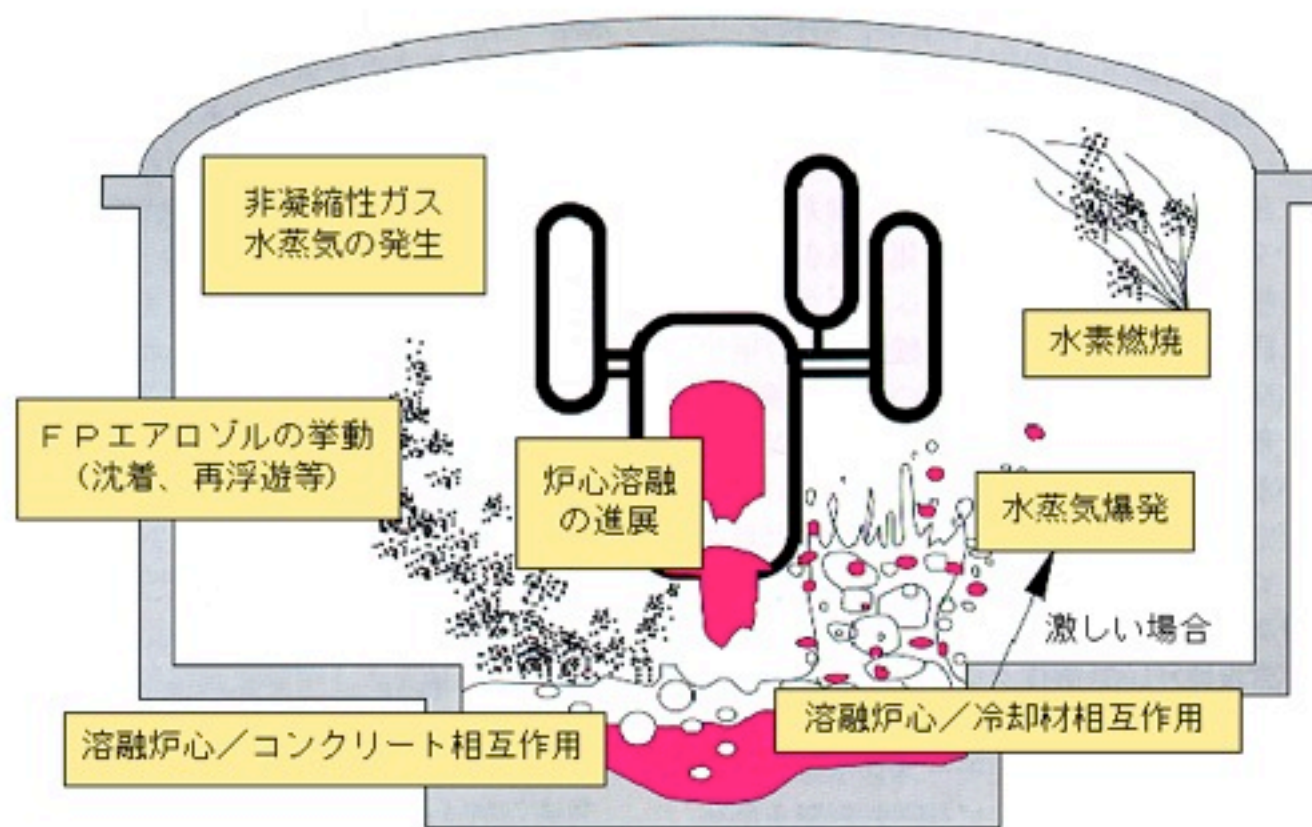 非凝縮性ガス
水蒸気の発生
水素燃焼
ＦＰエアロゾルの挙動
（沈着、再浮遊等）
炉心溶融
の進展
水蒸気爆発
激しい場合
溶融炉心／コンクリート相互作用
溶融炉心／冷却材相互作用